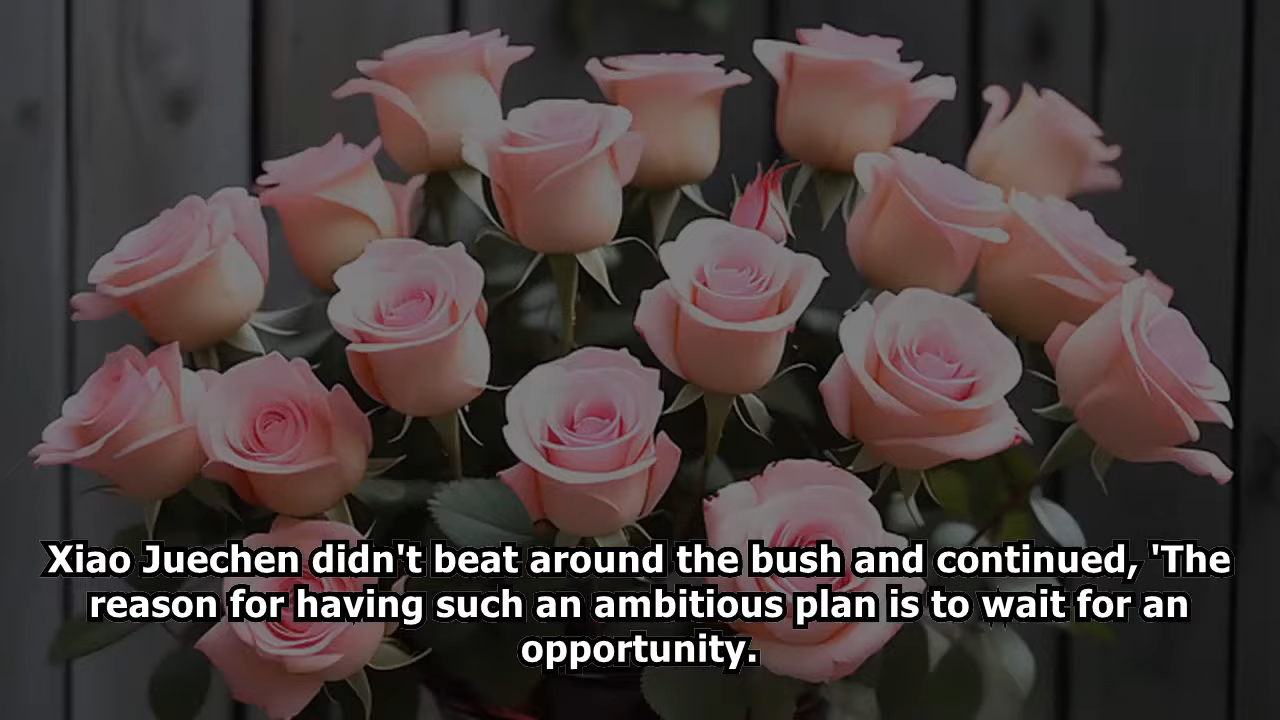 Xiao Juechen didn't beat around the bush and continued, 'The
reason for having such an ambitious plan is to wait for an
opportunity.